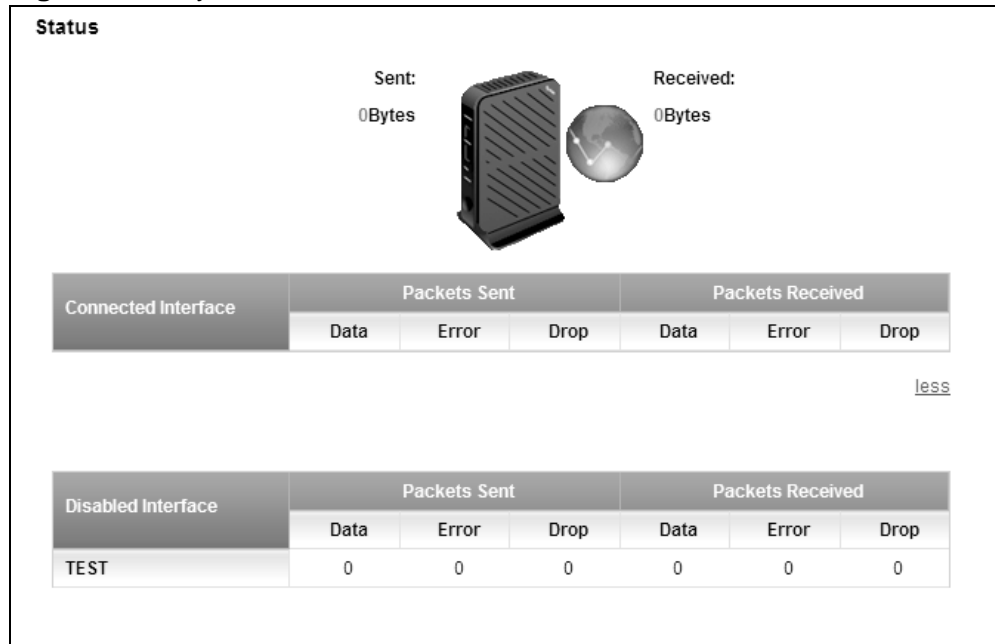 Status
Sent: Received:
0Bytes 0Bytes
Connected Interface Packets Sent Packets Received
Data Error Drop Data Error Drop
less
Disabled Interface Packets Sent Packets Received
Data Error Drop Data Error Drop
TEST 0 0 0 0 0 0